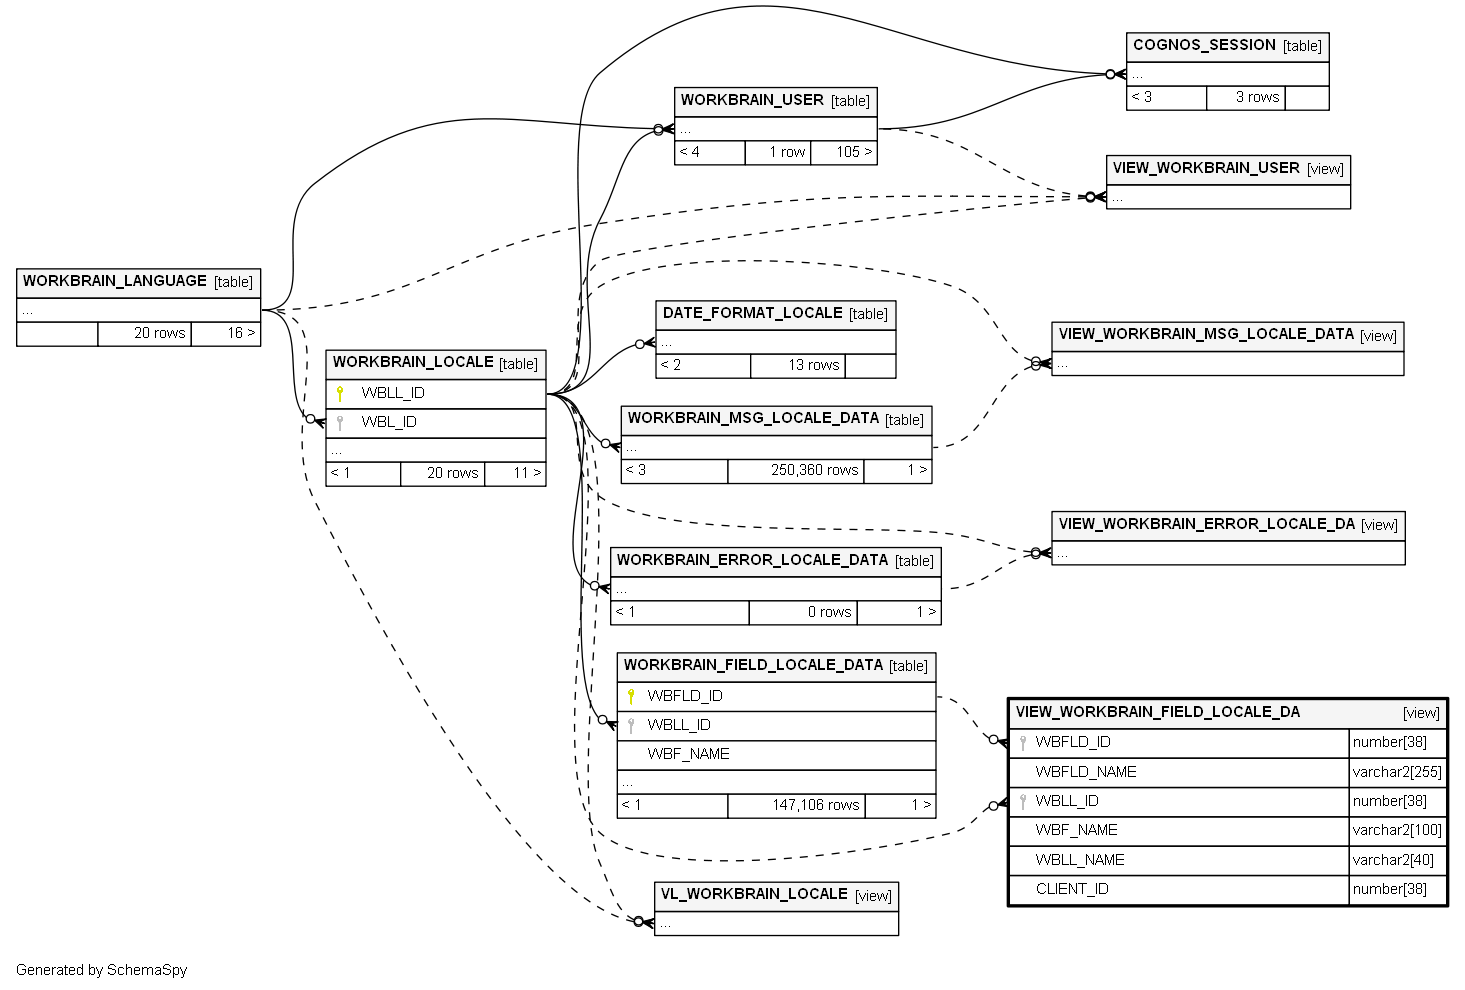 COGNOS_SESSION [table]
...
< 3 3 rows
WORKBRAIN_USER [table]
...
< 4 1 row 105 >
VIEW_WORKBRAIN_USER [view]
...
WORKBRAIN_LANGUAGE [table]
...
20 rows 16 >
DATE_FORMAT_LOCALE [table]
...
< 2 13 rows
VIEW_WORKBRAIN_MSG_LOCALE_DATA [view]
...
WORKBRAIN_LOCALE [table]
WBLL_ID
WBL_ID
...
< 1 20 rows 11 >
WORKBRAIN_MSG_LOCALE_DATA [table]
...
< 3 250,360 rows 1 >
VIEW_WORKBRAIN_ERROR_LOCALE_DA [view]
...
WORKBRAIN_ERROR_LOCALE_DATA [table]
...
< 1 0 rows 1 >
WORKBRAIN_FIELD_LOCALE_DATA [table]
WBFLD_ID
WBLL_ID
WBF_NAME
...
< 1 147,106 rows 1 >
VIEW_WORKBRAIN_FIELD_LOCALE_DA [view]
WBFLD_ID number[38]
WBFLD_NAME varchar2[255]
WBLL_ID number[38]
WBF_NAME varchar2[100]
WBLL_NAME varchar2[40]
CLIENT_ID number[38]
VL_WORKBRAIN_LOCALE [view]
...
Generated by SchemaSpy